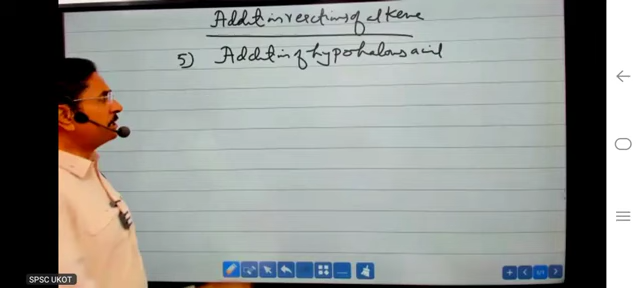 Addition reactions of alkene
5) Addition of hypohalous acid
SPSC UKOT